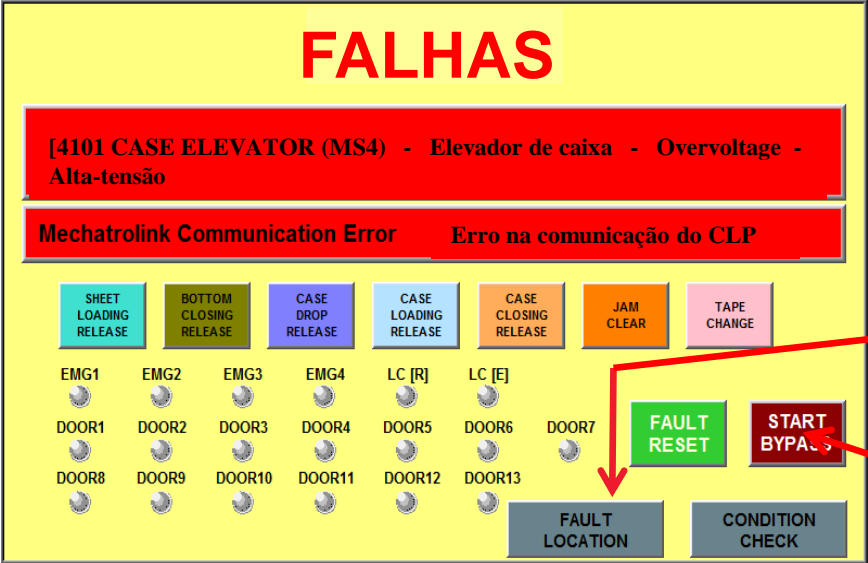 FALHAS
[4101 CASE ELEVATOR (MS4) - Elevador de caixa - Overvoltage -
Alta-tensão
Mechatrolink Communication Error Erro na comunicação do CLP
SHEET LOADING RELEASE
BOTTOM CLOSING RELEASE
CASE DROP RELEASE
CASE LOADING RELEASE
CASE CLOSING RELEASE
JAM CLEAR
TAPE CHANGE
EMG1 EMG2 EMG3 EMG4 LC [R] LC [E]
DOOR1 DOOR2 DOOR3 DOOR4 DOOR5 DOOR6 DOOR7
FAULT RESET
START BYPASS
DOOR8 DOOR9 DOOR10 DOOR11 DOOR12 DOOR13
FAULT LOCATION
CONDITION CHECK